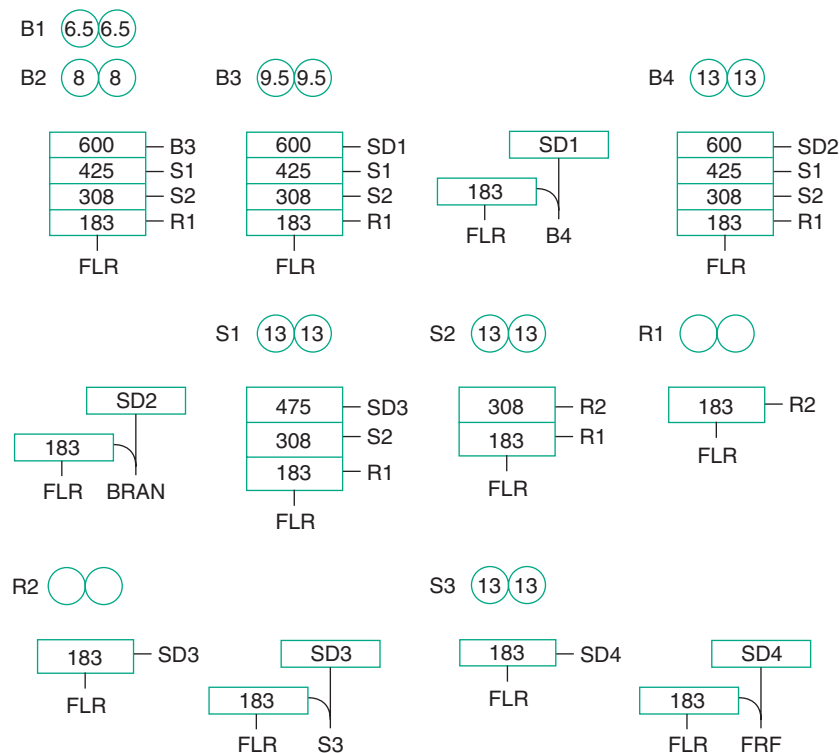 B1 6.5 6.5
B2 8 8
B3 9.5 9.5
B4 13 13
600 B3
425 S1
308 S2
183 R1
FLR
600 SD1
425 S1
308 S2
183 R1
FLR
SD1
183
FLR B4
600 SD2
425 S1
308 S2
183 R1
FLR
S1 13 13
S2 13 13
R1
SD2
183
FLR BRAN
475 SD3
308 S2
183 R1
FLR
308 R2
183 R1
FLR
183 R2
FLR
R2
S3 13 13
183 SD3
FLR
SD3
183
FLR S3
183 SD4
FLR
SD4
183
FLR FRF